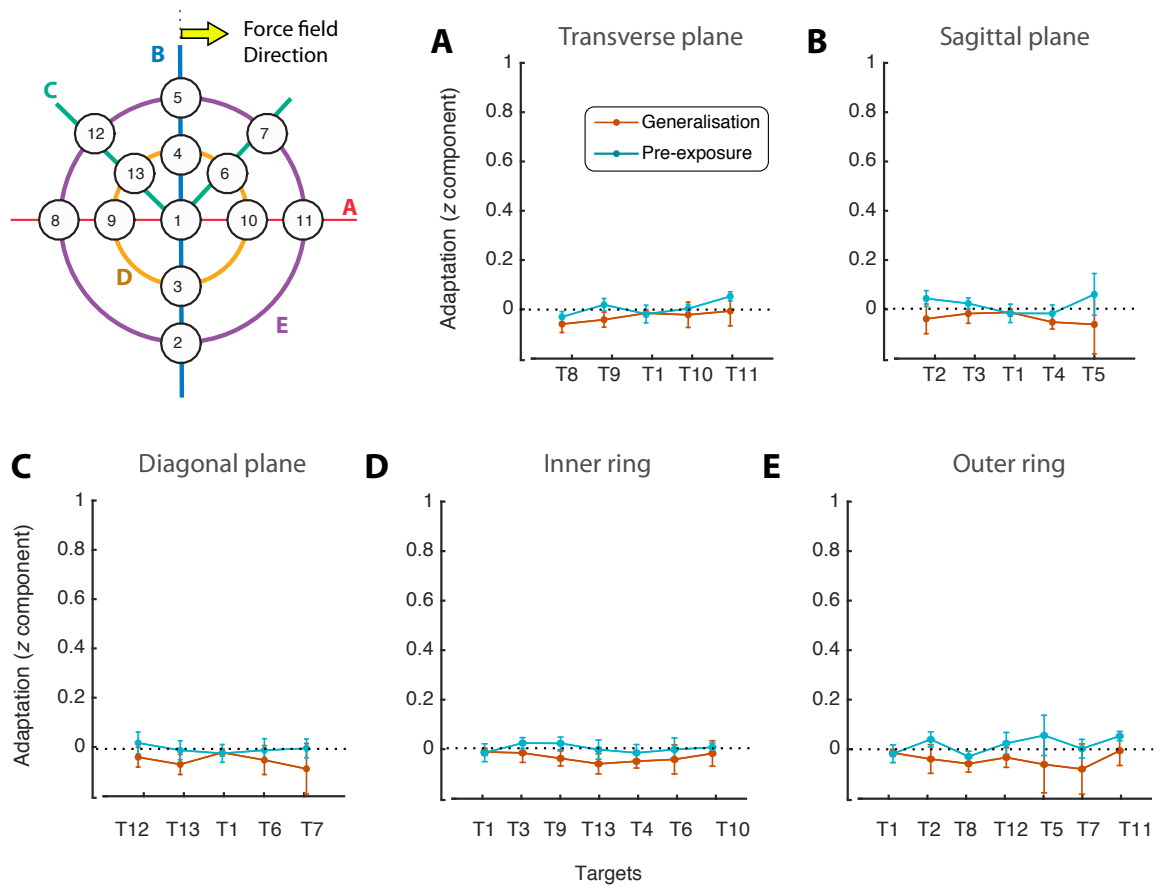 Force field
Direction
B
C
A
D
E
5
12
7
4
13
6
8
9
1
10
11
3
2
A
Transverse plane
Adaptation (z component)
1
0.8
0.6
0.4
0.2
0
Generalisation
Pre-exposure
T8 T9 T1 T10 T11
B
Sagittal plane
1
0.8
0.6
0.4
0.2
0
T2 T3 T1 T4 T5
C
Diagonal plane
Adaptation (z component)
1
0.8
0.6
0.4
0.2
0
T12 T13 T1 T6 T7
D
Inner ring
1
0.8
0.6
0.4
0.2
0
T1 T3 T9 T13 T4 T6 T10
E
Outer ring
1
0.8
0.6
0.4
0.2
0
T1 T2 T8 T12 T5 T7 T11
Targets